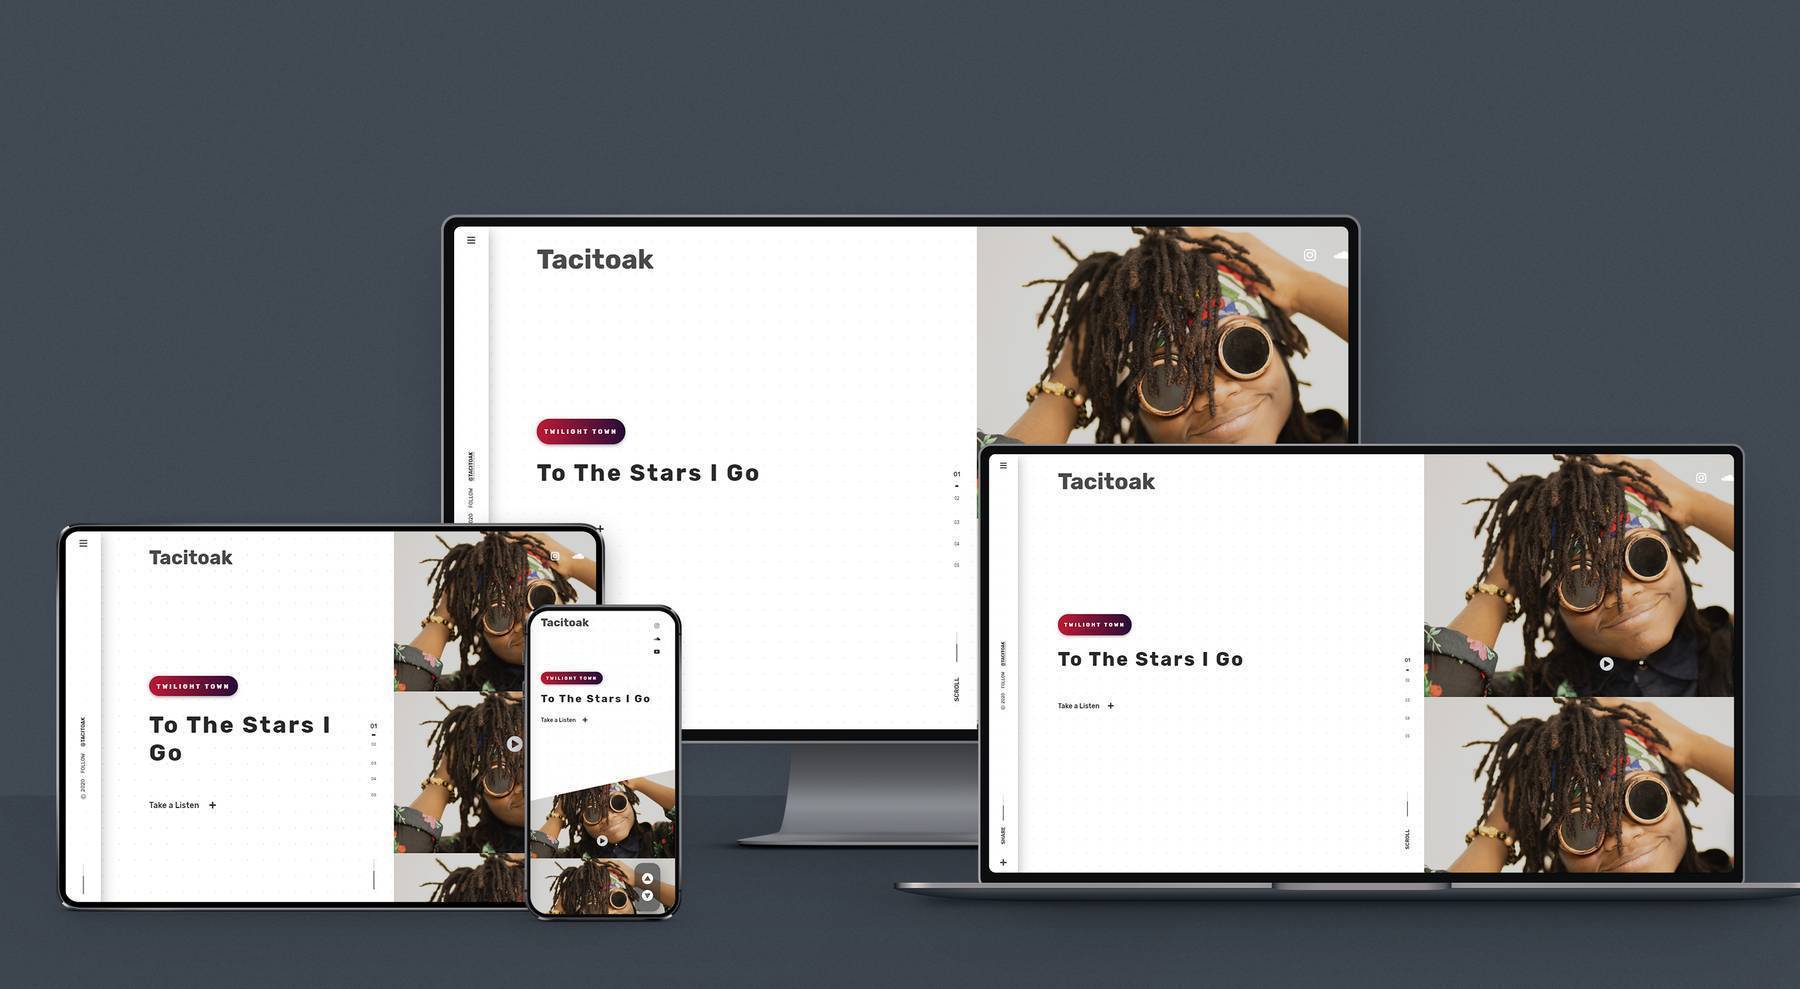 Tacitoak
TWILIGHT TOWN
To The Stars I Go
01
02
03
04
05
SCROLL
@TACITOAK
FOLLOW
Tacitoak
TWILIGHT TOWN
To The Stars I
Go
Take a Listen +
01
02
03
04
05
@TACITOAK
FOLLOW
© 2020
Tacitoak
TWILIGHT TOWN
To The Stars I Go
Take a Listen +
Tacitoak
TWILIGHT TOWN
To The Stars I Go
Take a Listen +
01
02
03
04
05
SCROLL
@TACITOAK
FOLLOW
© 2020
SHARE
+